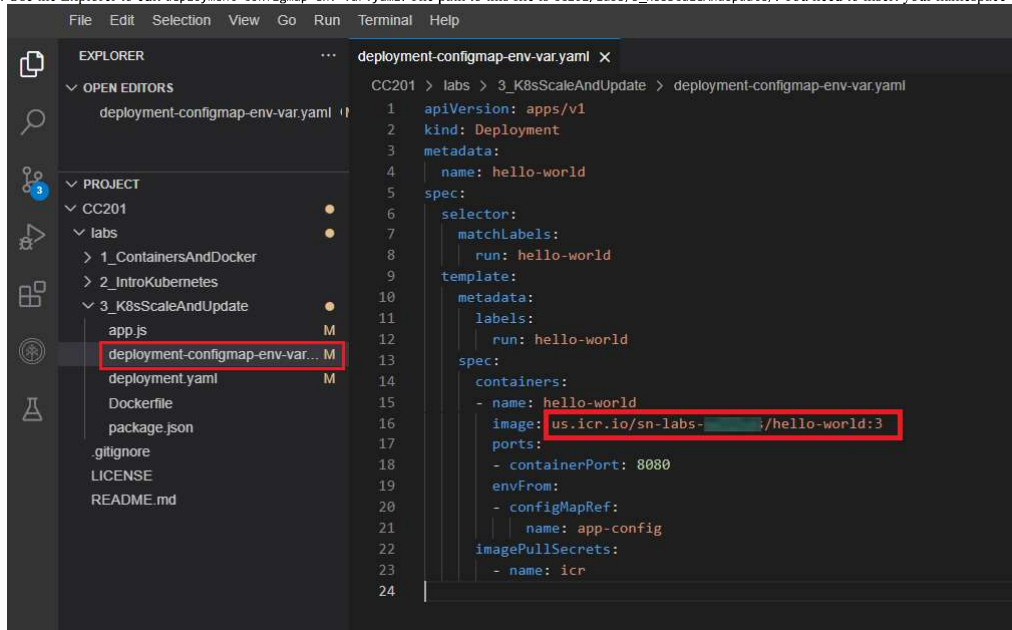 File Edit Selection View Go Run Terminal Help
EXPLORER
OPEN EDITORS
deployment-configmap-env-var.yaml
PROJECT
CC201
labs
1_ContainersAndDocker
2_IntroKubernetes
3_K8sScaleAndUpdate
app.js M
deployment-configmap-env-var... M
deployment.yaml M
Dockerfile
package.json
.gitignore
LICENSE
README.md
3
deployment-configmap-env-var.yaml ×
CC201 > labs > 3_K8sScaleAndUpdate > deployment-configmap-env-var.yaml
1 apiVersion: apps/v1
2 kind: Deployment
3 metadata:
4 name: hello-world
5 spec:
6 selector:
7 matchLabels:
8 run: hello-world
9 template:
10 metadata:
11 labels:
12 run: hello-world
13 spec:
14 containers:
15 - name: hello-world
16 image: us.icr.io/sn-labs- /hello-world:3
17 ports:
18 - containerPort: 8080
19 envFrom:
20 - configMapRef:
21 name: app-config
22 imagePullSecrets:
23 - name: icr
24